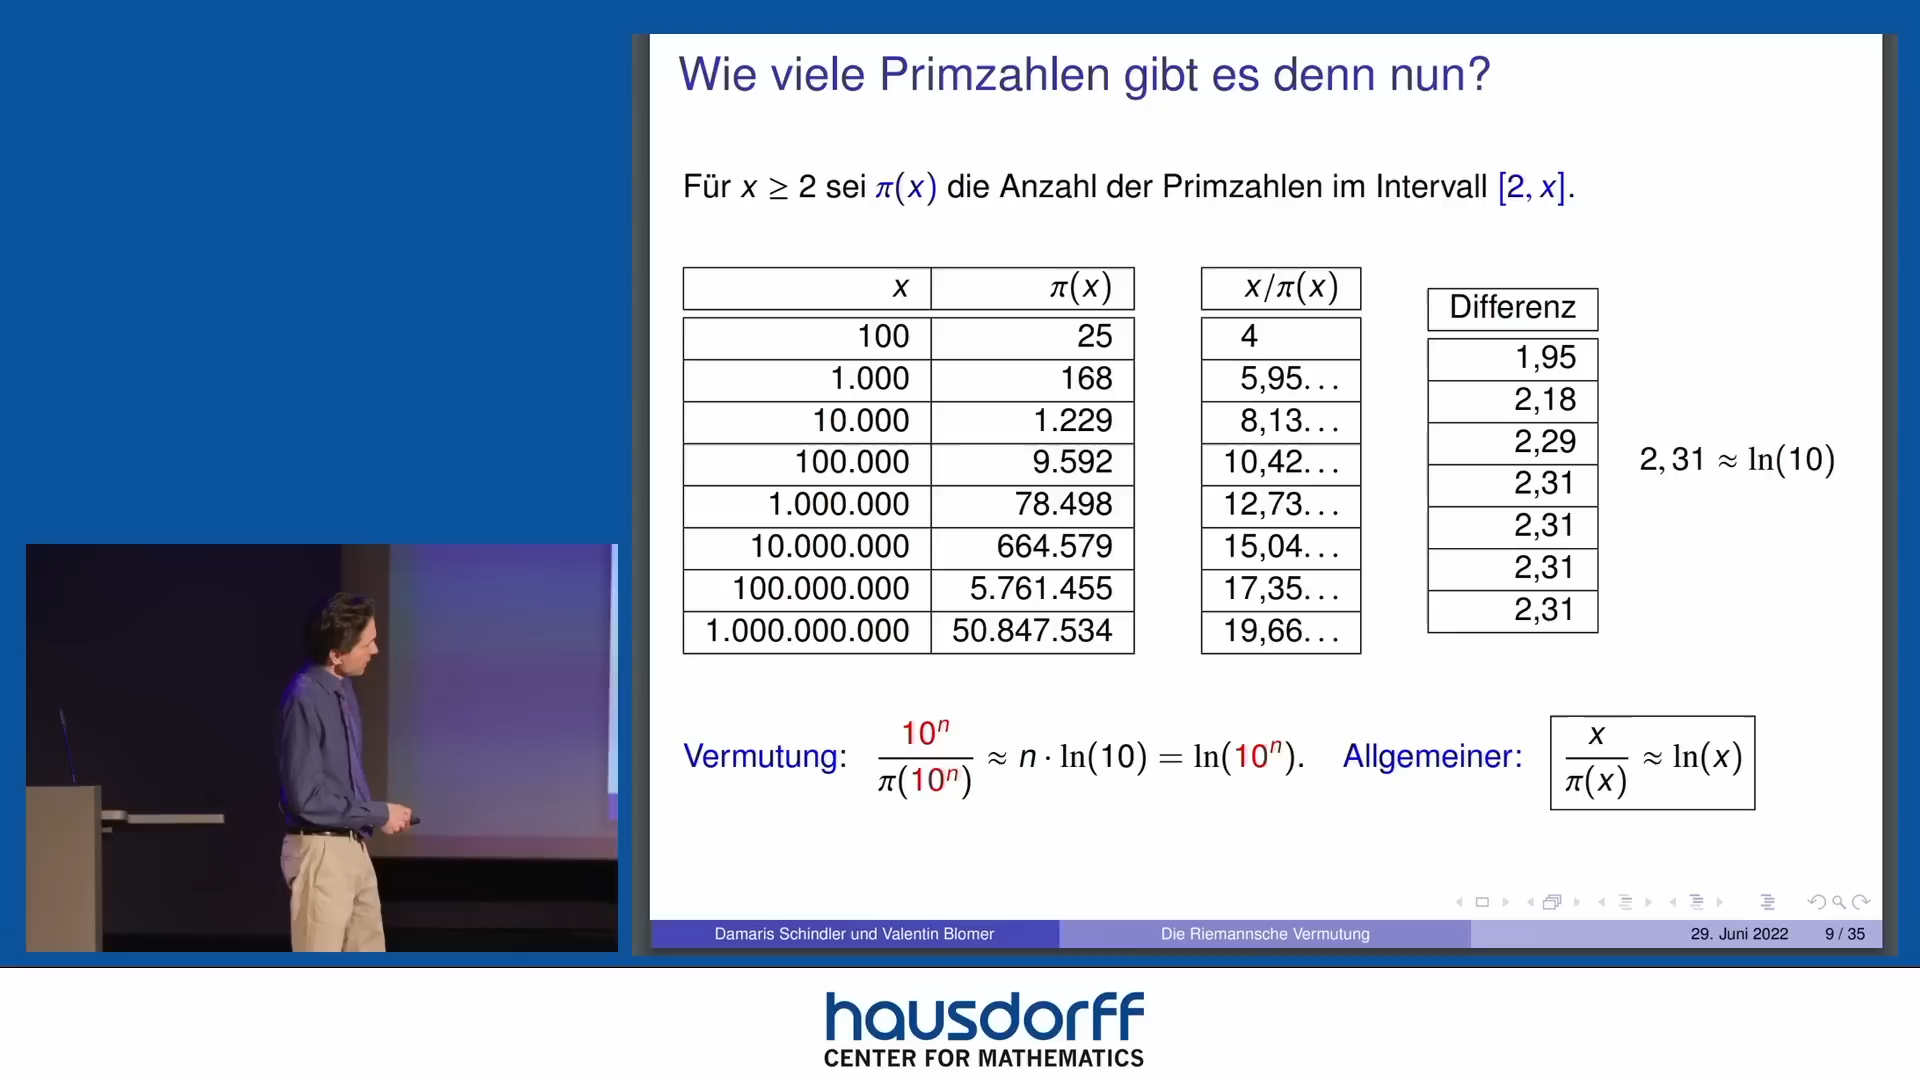 Wie viele Primzahlen gibt es denn nun?
Für x ≥ 2 sei π(x) die Anzahl der Primzahlen im Intervall [2, x].
x π(x) x/π(x) Differenz
100 25 4
1,95
1.000 168 5,95...
2,18
10.000 1.229 8,13...
2,29
100.000 9.592 10,42...
2,31 2,31 ≈ ln(10)
1.000.000 78.498 12,73...
2,31
10.000.000 664.579 15,04...
2,31
100.000.000 5.761.455 17,35...
2,31
1.000.000.000 50.847.534 19,66...
Vermutung: 10ⁿ/π(10ⁿ) ≈ n · ln(10) = ln(10ⁿ). Allgemeiner: x/π(x) ≈ ln(x)
Damaris Schindler und Valentin Blomer Die Riemannsche Vermutung 29. Juni 2022 9 / 35
hausdorff
CENTER FOR MATHEMATICS